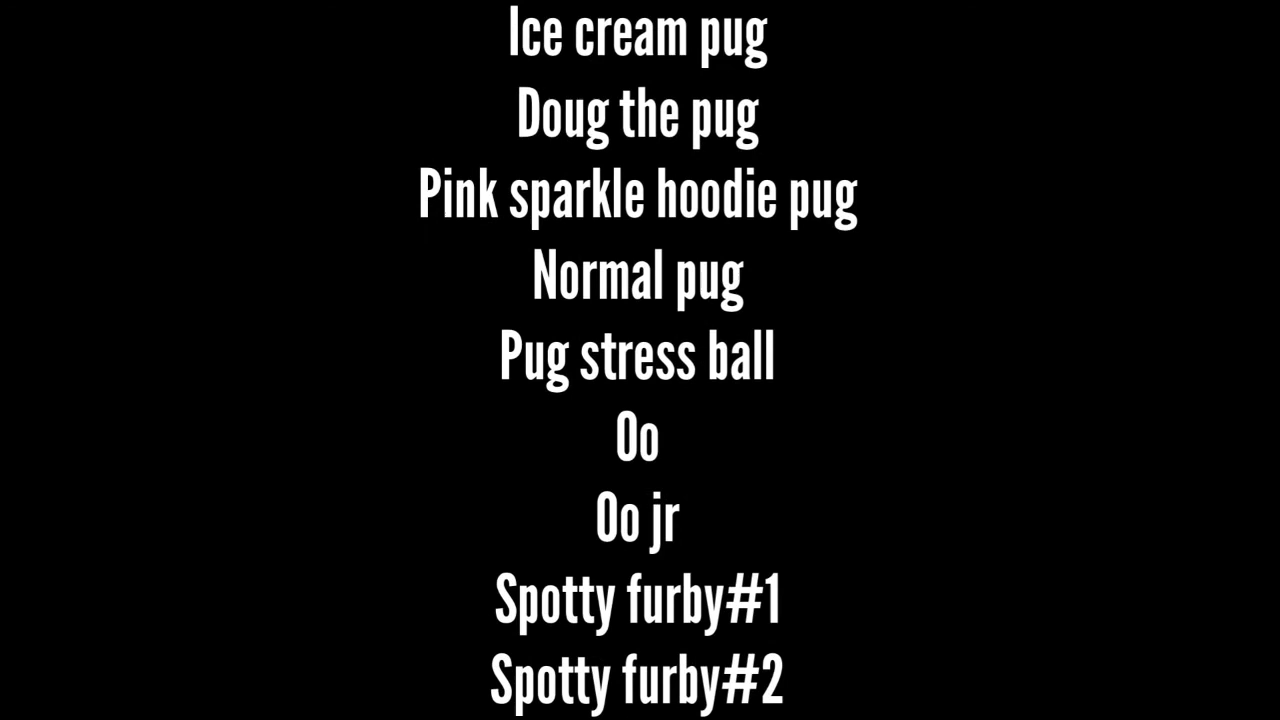 Ice cream pug
Doug the pug
Pink sparkle hoodie pug
Normal pug
Pug stress ball
Oo
Oo jr
Spotty furby#1
Spotty furby#2